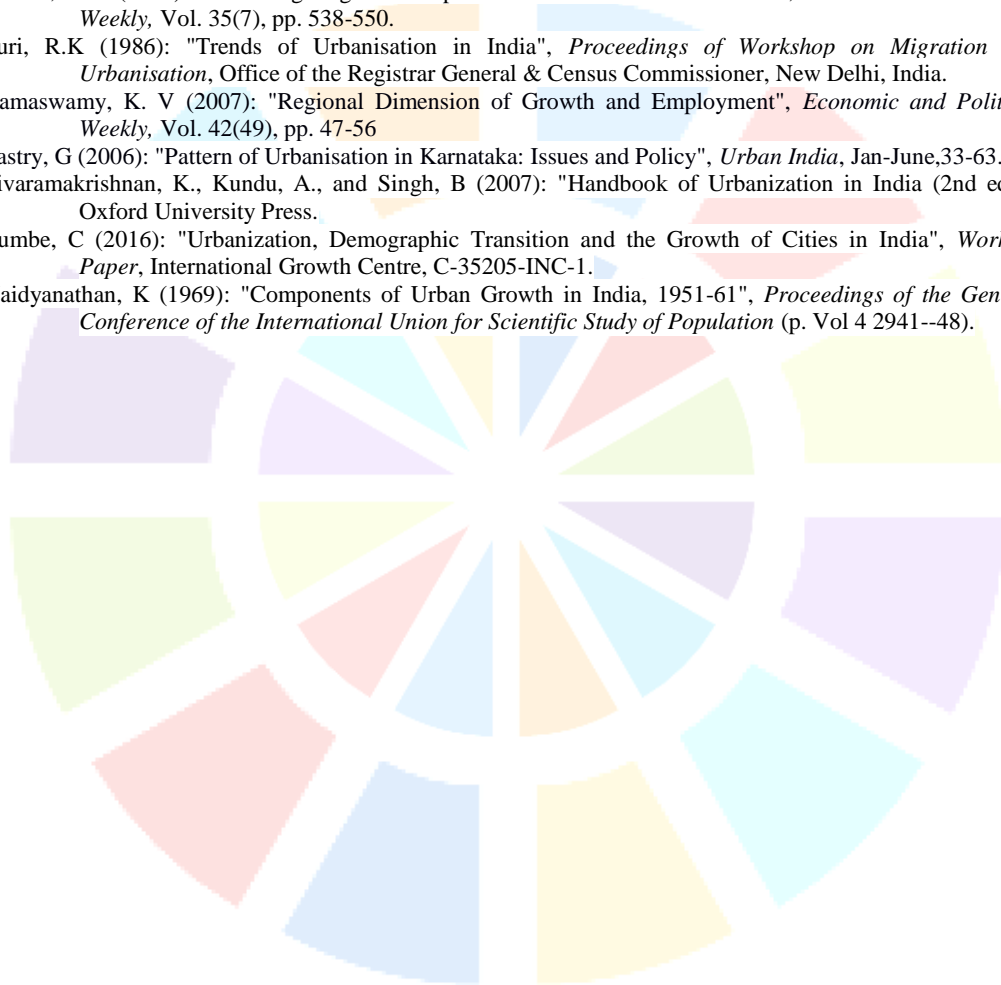 Weekly, Vol. 35(7), pp. 538-550.
uri, R.K (1986): "Trends of Urbanisation in India", Proceedings of Workshop on Migration
Urbanisation, Office of the Registrar General & Census Commissioner, New Delhi, India.
amaswamy, K. V (2007): "Regional Dimension of Growth and Employment", Economic and Polit
Weekly, Vol. 42(49), pp. 47-56
astry, G (2006): "Pattern of Urbanisation in Karnataka: Issues and Policy", Urban India, Jan-June,33-63.
ivaramakrishnan, K., Kundu, A., and Singh, B (2007): "Handbook of Urbanization in India (2nd ed
Oxford University Press.
umbe, C (2016): "Urbanization, Demographic Transition and the Growth of Cities in India", Work
Paper, International Growth Centre, C-35205-INC-1.
aidyanathan, K (1969): "Components of Urban Growth in India, 1951-61", Proceedings of the Gen
Conference of the International Union for Scientific Study of Population (p. Vol 4 2941--48).